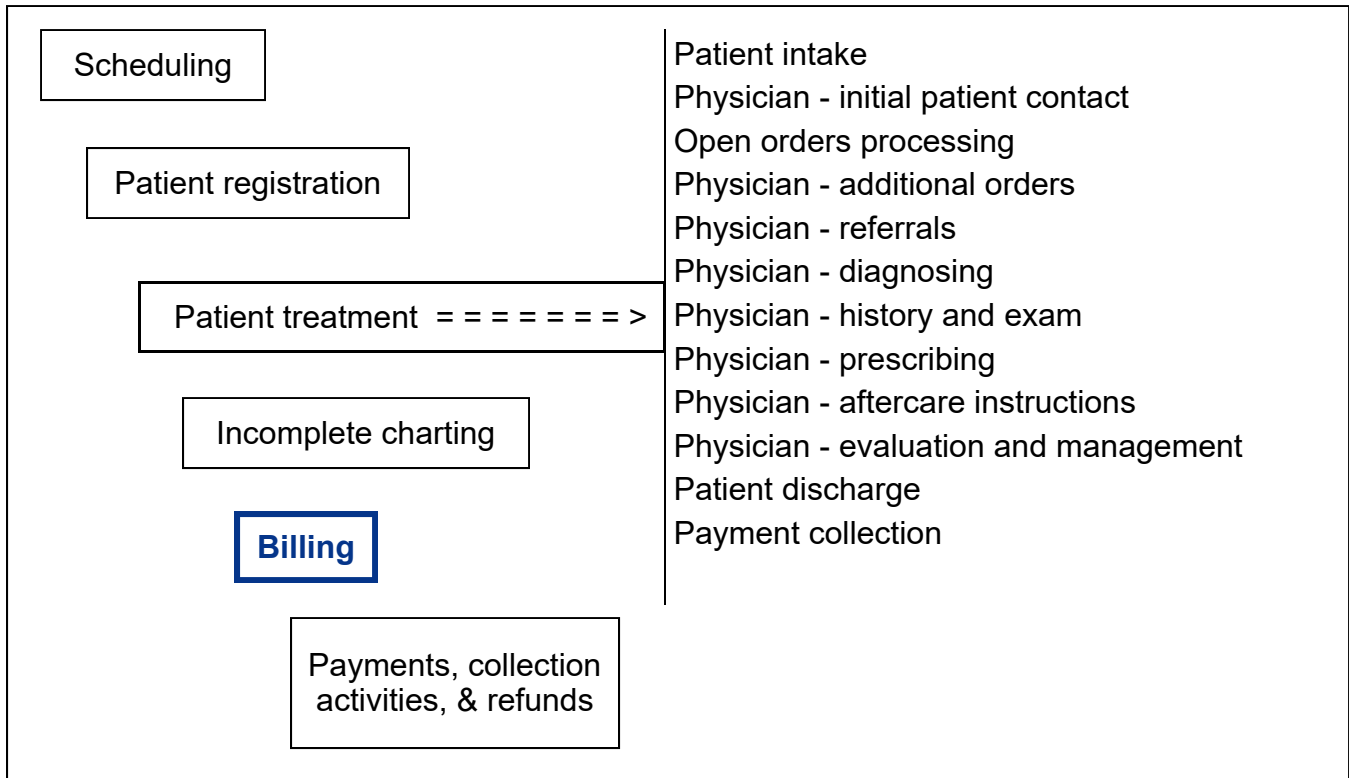 Scheduling
Patient registration
Patient treatment = = = = = = = >
Incomplete charting
Billing
Payments, collection
activities, & refunds
Patient intake
Physician - initial patient contact
Open orders processing
Physician - additional orders
Physician - referrals
Physician - diagnosing
Physician - history and exam
Physician - prescribing
Physician - aftercare instructions
Physician - evaluation and management
Patient discharge
Payment collection